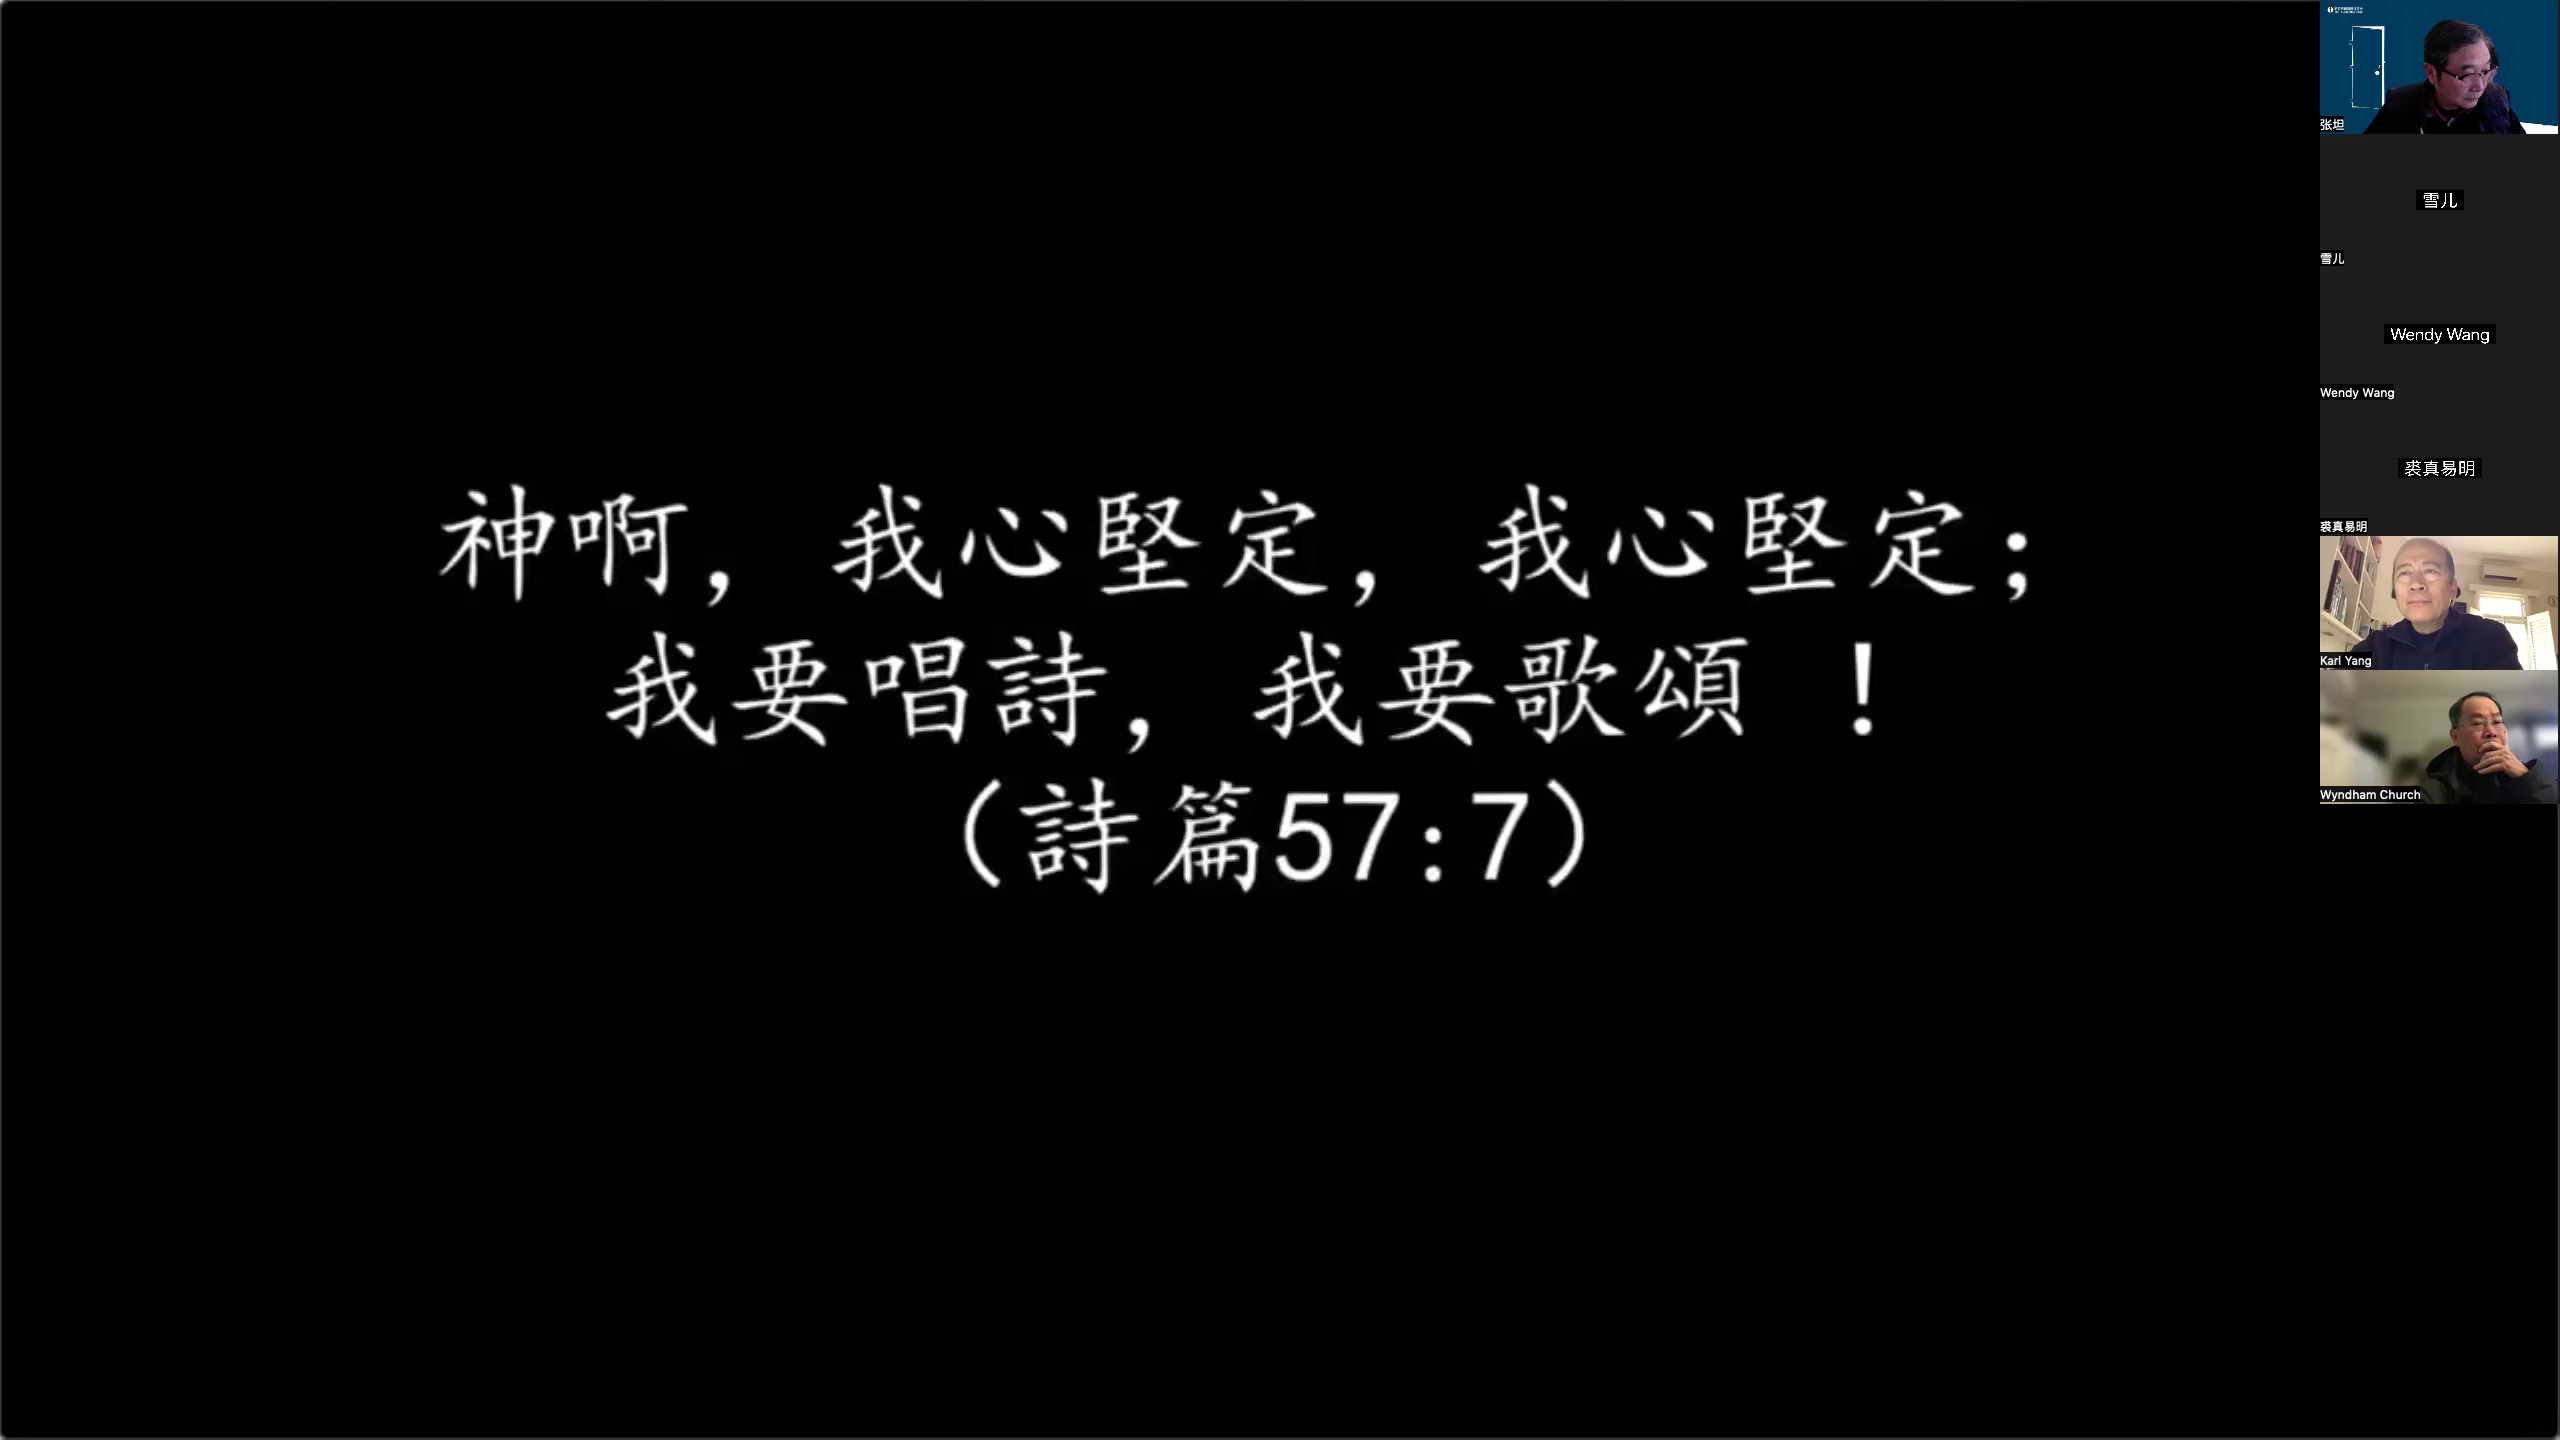 神啊，我心堅定，我心堅定；
我要唱詩，我要歌頌 ！
（詩篇57:7）
张坦
雪儿
雪儿
Wendy Wang
Wendy Wang
裘真易明
裘真易明
Karl Yang
Wyndham Church